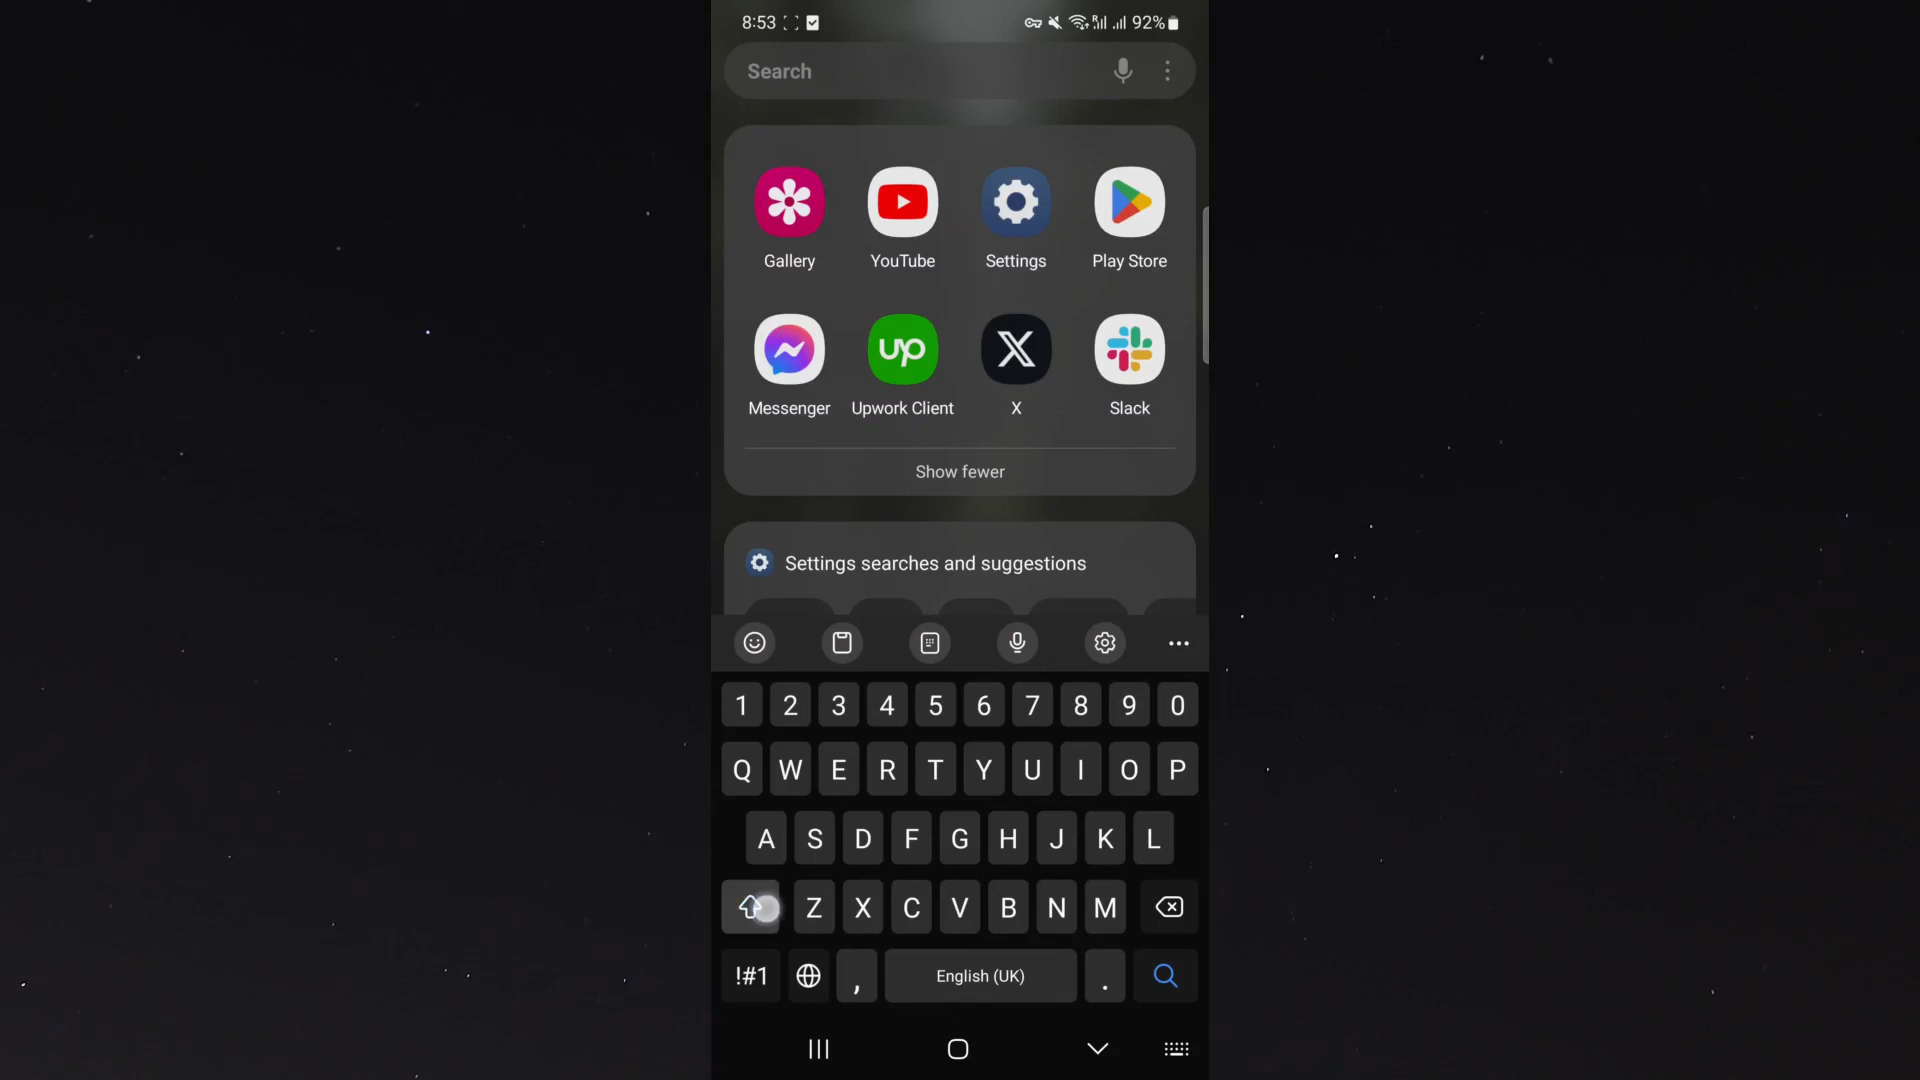 8:53 92%
Search
Gallery YouTube Settings Play Store
up
Messenger Upwork Client X Slack
Show fewer
Settings searches and suggestions
1 2 3 4 5 6 7 8 9 0
Q W E R T Y U I O P
A S D F G H J K L
Z X C V B N M
!#1 , English (UK) .